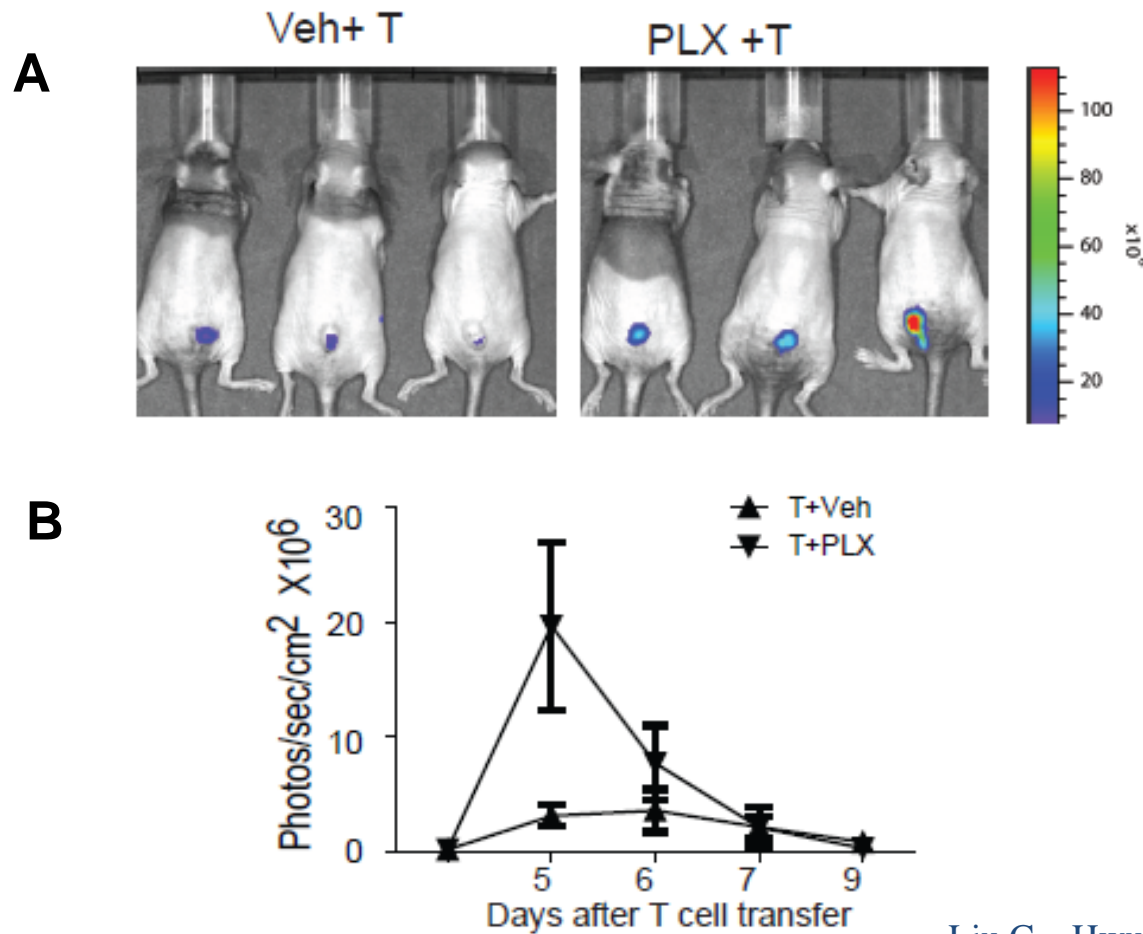 Veh+ T
PLX +T
A
100
80
60
40
20
B
T+Veh
T+PLX
Photos/sec/cm2 X106
30
20
10
0
5 6 7 9
Days after T cell transfer